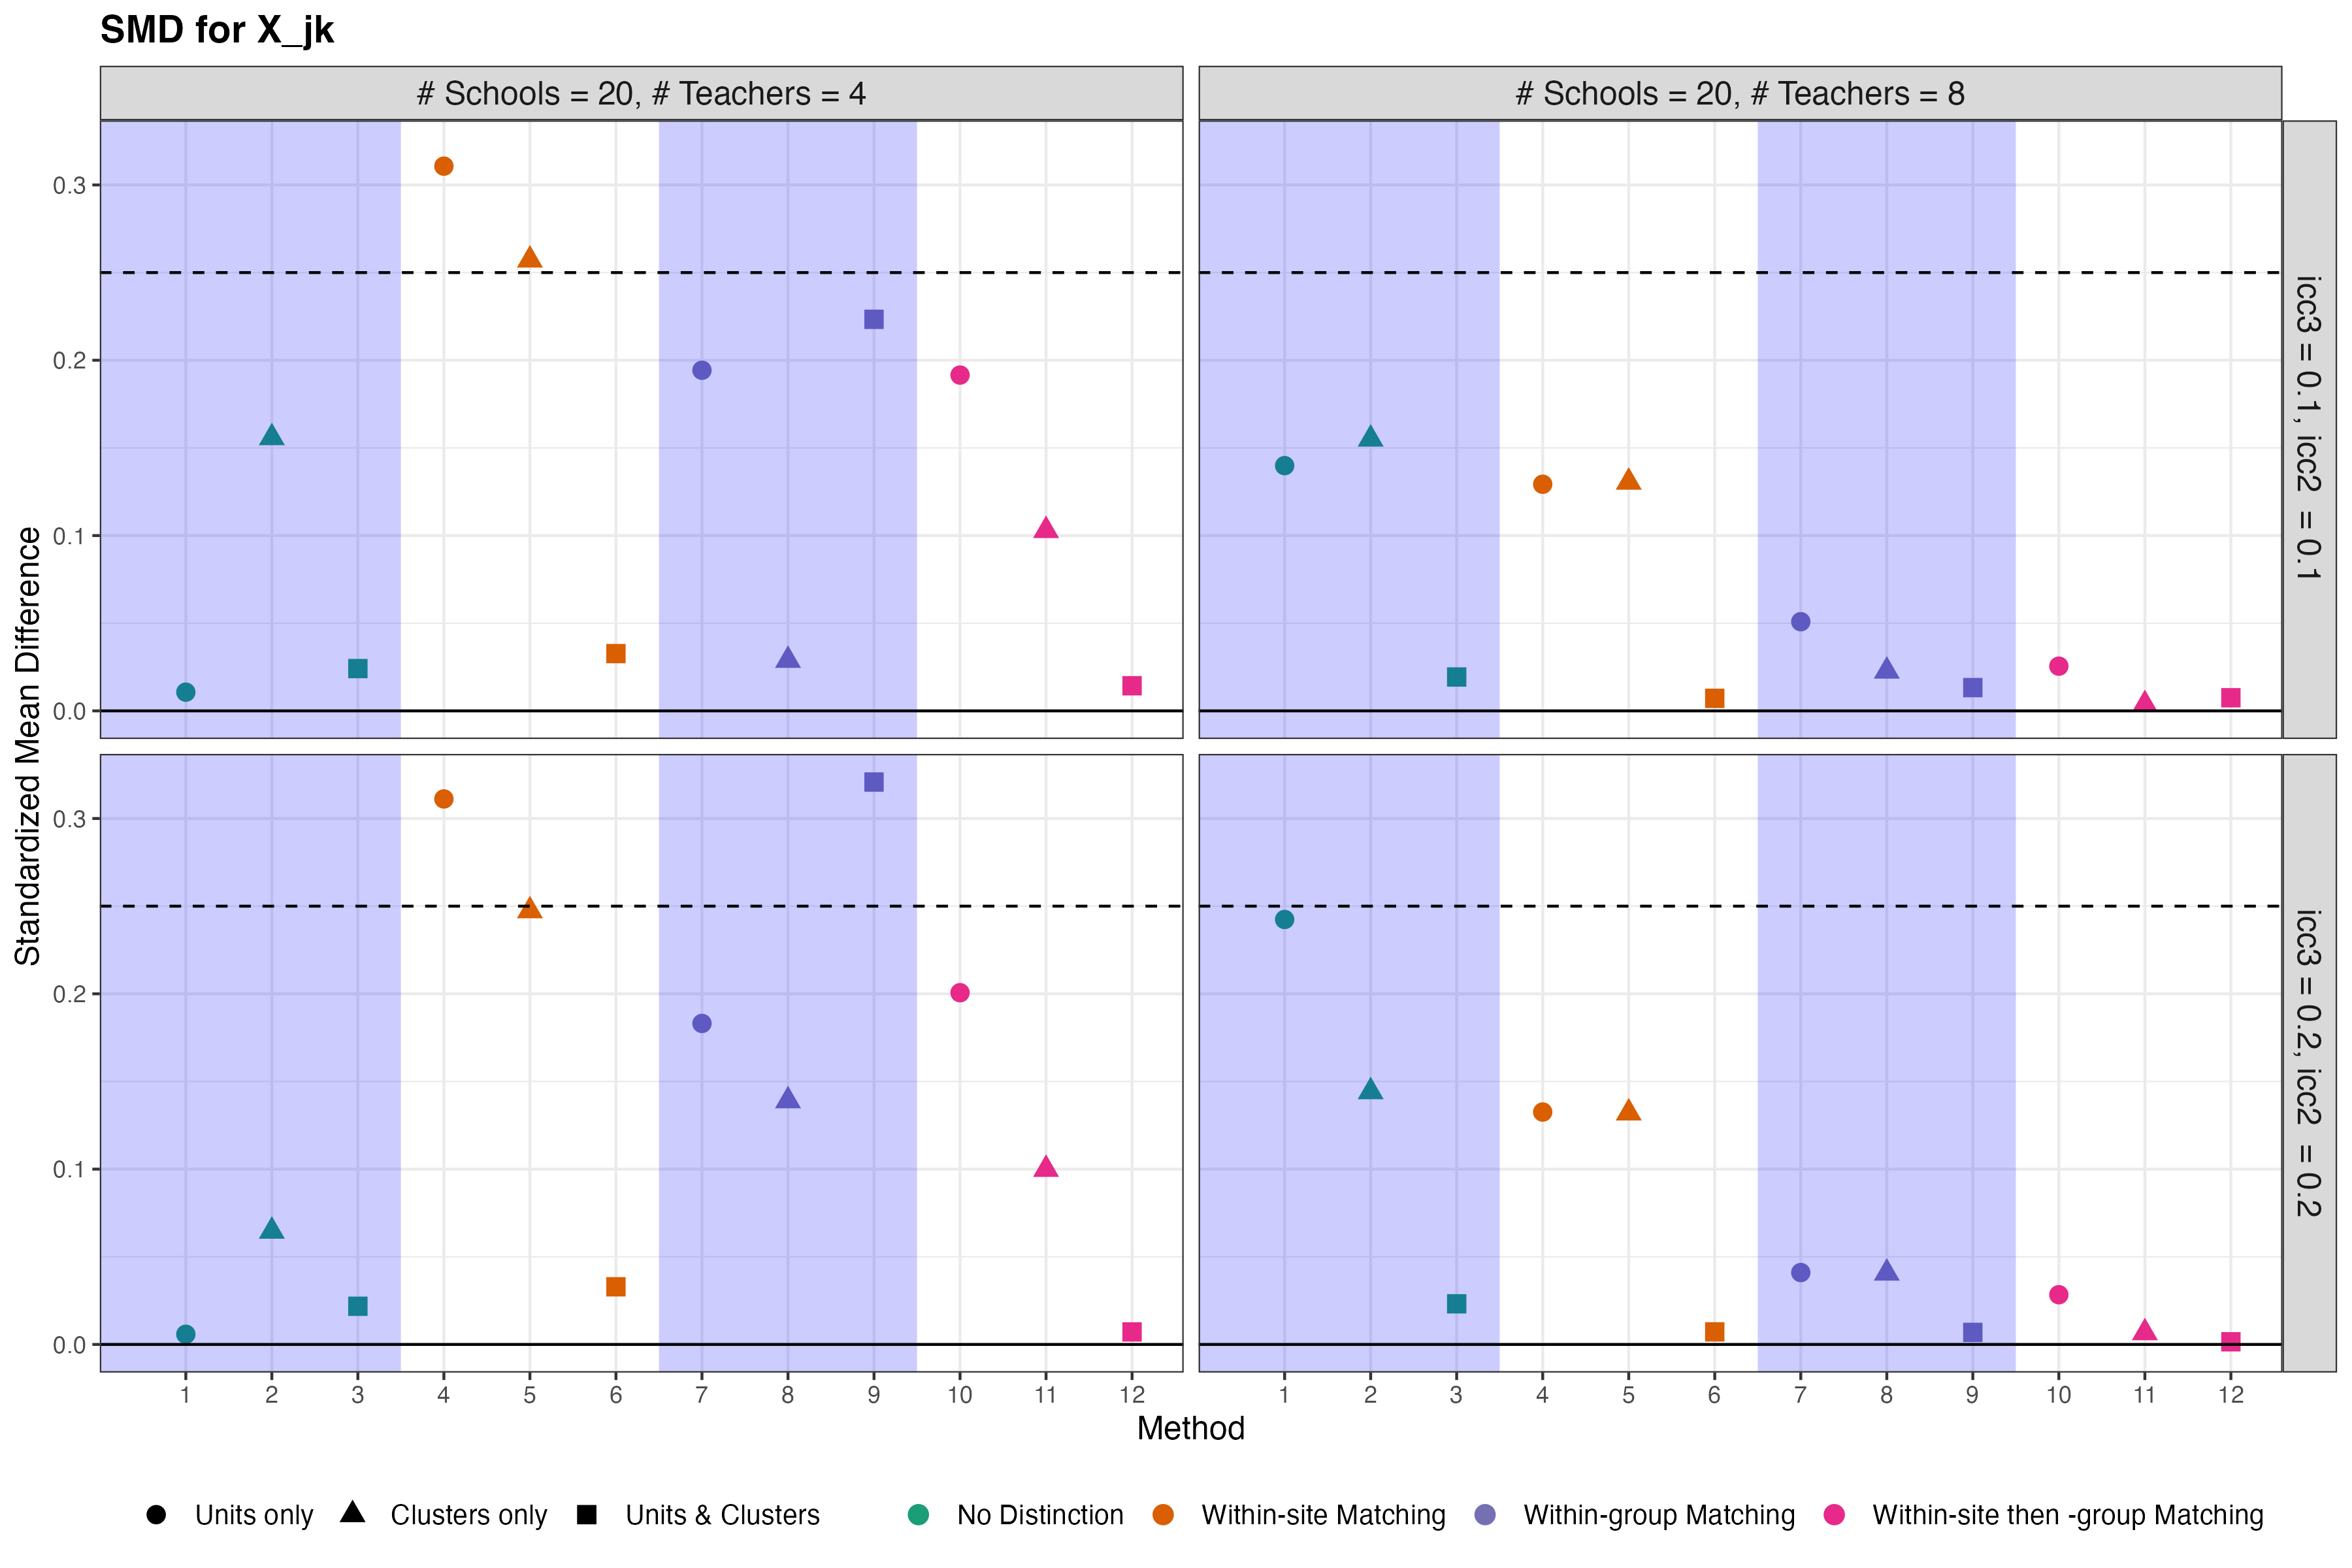 SMD for X_jk
# Schools = 20, # Teachers = 4
# Schools = 20, # Teachers = 8
0.3
0.2
0.1
0.0
icc3 = 0.1, icc2 = 0.1
0.3
0.2
0.1
0.0
icc3 = 0.2, icc2 = 0.2
Standardized Mean Difference
1 2 3 4 5 6 7 8 9 10 11 12
1 2 3 4 5 6 7 8 9 10 11 12
Method
Units only Clusters only Units & Clusters No Distinction Within-site Matching Within-group Matching Within-site then -group Matching